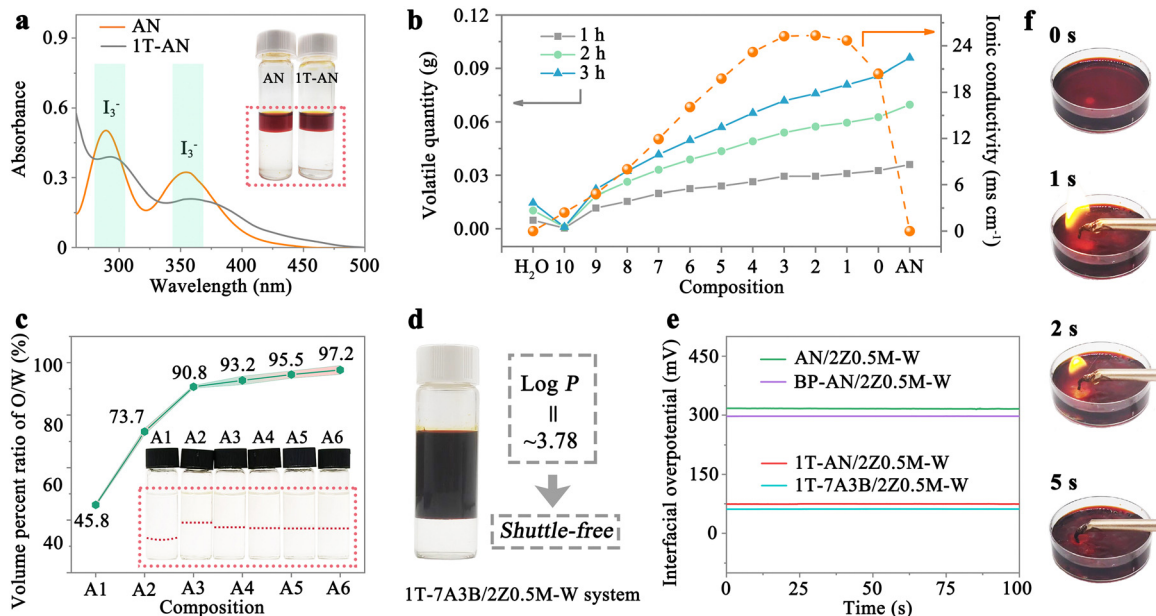 a
AN
1T-AN
I₃⁻
I₃⁻
AN 1T-AN
Absorbance
0.9
0.6
0.3
0
300 350 400 450 500
Wavelength (nm)
b
1 h
2 h
3 h
Volatile quantity (g)
0.12
0.09
0.06
0.03
0.00
Ionic conductivity (ms cm⁻¹)
24
18
12
6
0
H₂O 10 9 8 7 6 5 4 3 2 1 0 AN
Composition
c
Volume percent ratio of O/W (%)
100
80
60
40
45.8
73.7
90.8
93.2
95.5
97.2
A1 A2 A3 A4 A5 A6
A1 A2 A3 A4 A5 A6
Composition
d
Log P
=
~3.78
Shuttle-free
1T-7A3B/2Z0.5M-W system
e
Interfacial overpotential (mV)
450
300
150
0
AN/2Z0.5M-W
BP-AN/2Z0.5M-W
1T-AN/2Z0.5M-W
1T-7A3B/2Z0.5M-W
0 20 40 60 80 100
Time (s)
f
0 s
1 s
2 s
5 s